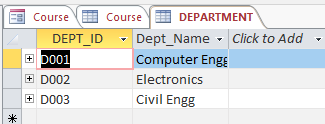 Course Course DEPARTMENT
DEPT_ID Dept_Name Click to Add
D001 Computer Engg
D002 Electronics
D003 Civil Engg